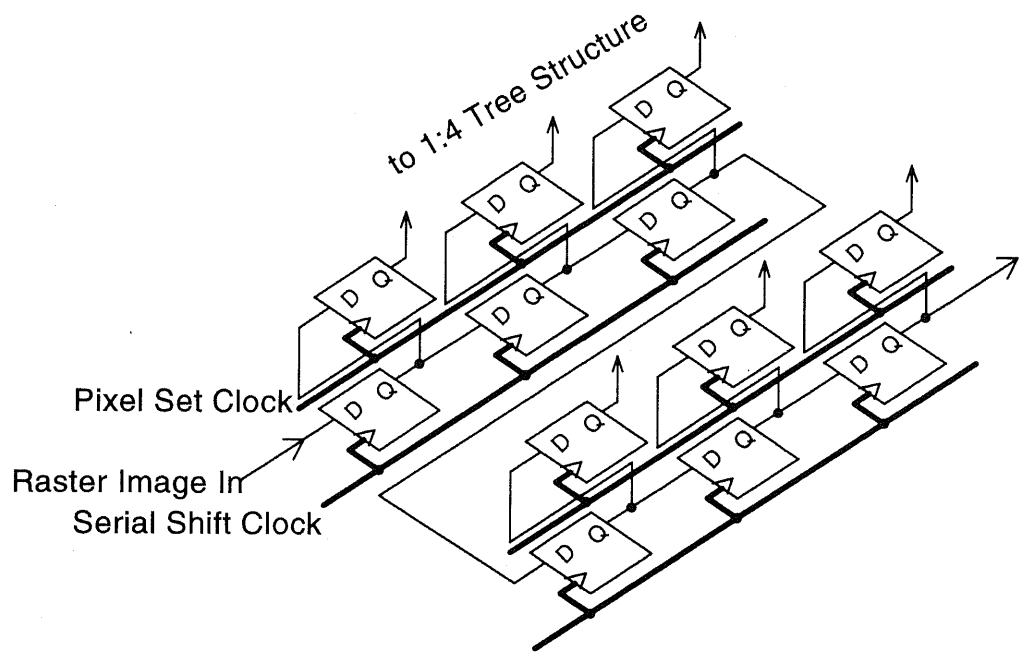 to 1:4 Tree Structure
D Q
D Q
D Q
D Q
D Q
D Q
D Q
D Q
Pixel Set Clock
D Q
D Q
D Q
Raster Image In
Serial Shift Clock
D Q